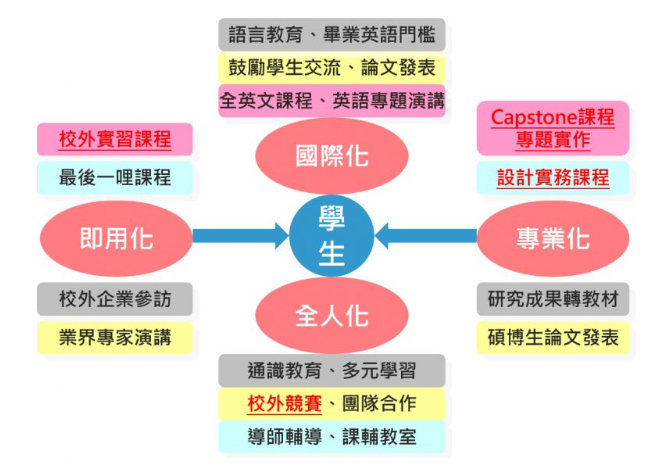 語言教育、畢業英語門檻
鼓勵學生交流、論文發表
全英文課程、英語專題演講
國際化
校外實習課程
最後一哩課程
即用化
校外企業參訪
業界專家演講
學
生
Capstone課程
專題實作
設計實務課程
專業化
研究成果轉教材
碩博生論文發表
全人化
通識教育、多元學習
校外競賽、團隊合作
導師輔導、課輔教室